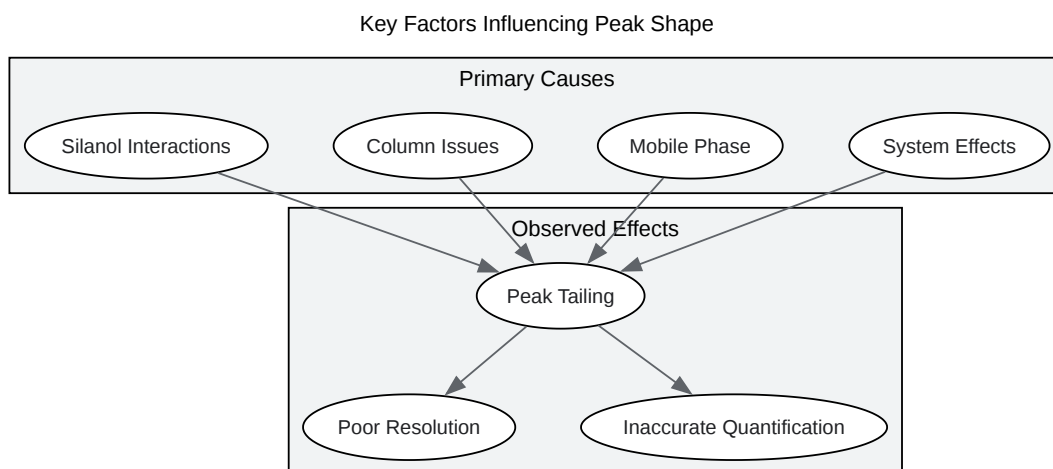 Key Factors Influencing Peak Shape
Primary Causes
Silanol Interactions
Column Issues
Mobile Phase
System Effects
Observed Effects
Peak Tailing
Poor Resolution
Inaccurate Quantification